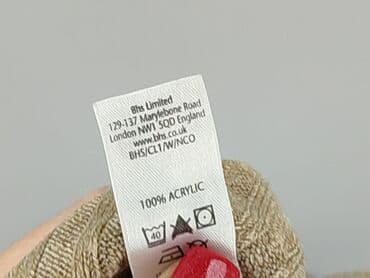 Bhs Limited
129-137 Marylebone Road
London NW1 5QD England
www.bhs.co.uk
BHS/CL1/W/NCO
100% ACRYLIC
40